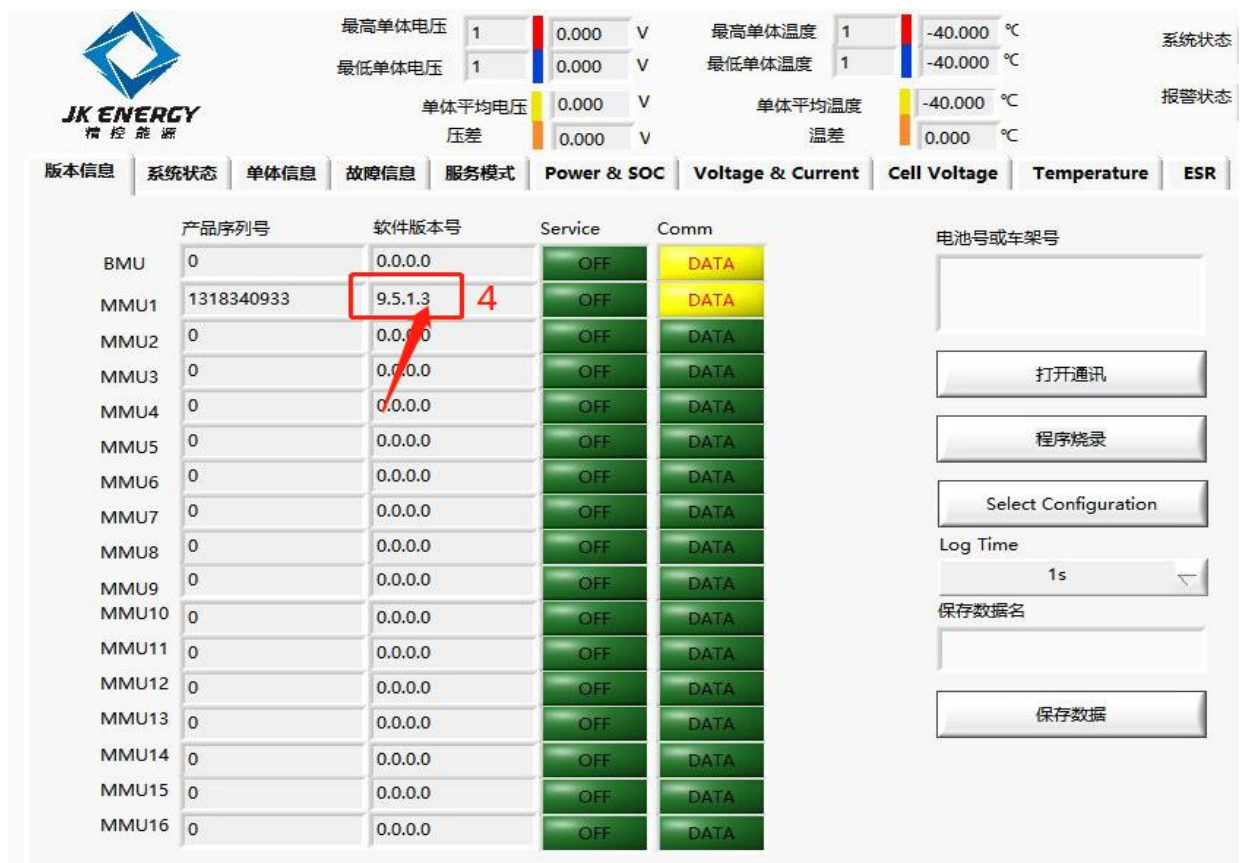 最高单体电压 1 0.000 V 最高单体温度 1 -40.000 ℃ 系统状态
最低单体电压 1 0.000 V 最低单体温度 1 -40.000 ℃
单体平均电压 0.000 V 单体平均温度 -40.000 ℃ 报警状态
压差 0.000 V 温差 0.000 ℃
JK ENERGY
精控能源
版本信息 系统状态 单体信息 故障信息 服务模式 Power & SOC Voltage & Current Cell Voltage Temperature ESR
产品序列号 软件版本号 Service Comm
BMU 0 0.0.0.0 OFF DATA
MMU1 1318340933 9.5.1.3 4 OFF DATA
MMU2 0 0.0.0.0 OFF DATA
MMU3 0 0.0.0.0 OFF DATA
MMU4 0 0.0.0.0 OFF DATA
MMU5 0 0.0.0.0 OFF DATA
MMU6 0 0.0.0.0 OFF DATA
MMU7 0 0.0.0.0 OFF DATA
MMU8 0 0.0.0.0 OFF DATA
MMU9 0 0.0.0.0 OFF DATA
MMU10 0 0.0.0.0 OFF DATA
MMU11 0 0.0.0.0 OFF DATA
MMU12 0 0.0.0.0 OFF DATA
MMU13 0 0.0.0.0 OFF DATA
MMU14 0 0.0.0.0 OFF DATA
MMU15 0 0.0.0.0 OFF DATA
MMU16 0 0.0.0.0 OFF DATA
电池号或车架号
打开通讯
程序烧录
Select Configuration
Log Time
1s
保存数据名
保存数据